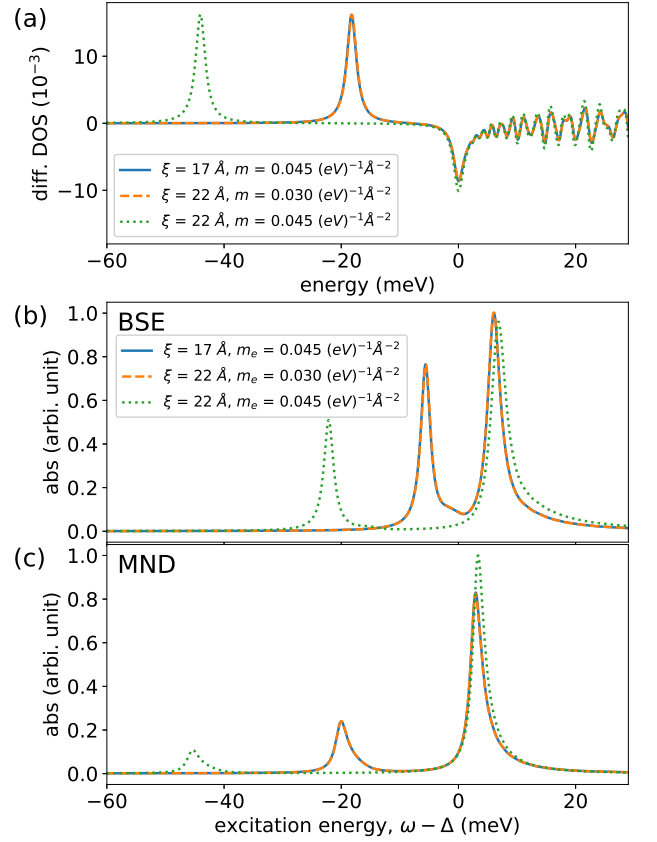 (a)
diff. DOS (10⁻³)
10
0
−10
ξ = 17 Å, m = 0.045 (eV)⁻¹Å⁻²
ξ = 22 Å, m = 0.030 (eV)⁻¹Å⁻²
ξ = 22 Å, m = 0.045 (eV)⁻¹Å⁻²
−60 −40 −20 0 20
energy (meV)
(b)
BSE
abs (arbi. unit)
1.0
0.8
0.6
0.4
0.2
0.0
ξ = 17 Å, mₑ = 0.045 (eV)⁻¹Å⁻²
ξ = 22 Å, mₑ = 0.030 (eV)⁻¹Å⁻²
ξ = 22 Å, mₑ = 0.045 (eV)⁻¹Å⁻²
(c)
MND
abs (arbi. unit)
1.0
0.8
0.6
0.4
0.2
0.0
−60 −40 −20 0 20
excitation energy, ω − Δ (meV)